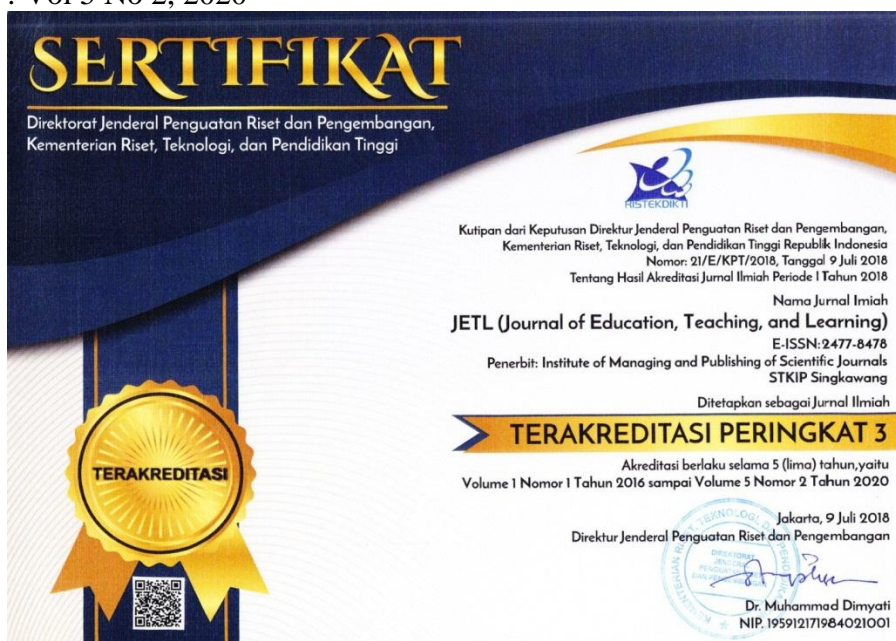 : Vol 5 No 2, 2020
SERTIFIKAT
Direktorat Jenderal Penguatan Riset dan Pengembangan,
Kementerian Riset, Teknologi, dan Pendidikan Tinggi
RISTEKDIKTI
Kutipan dari Keputusan Direktur Jenderal Penguatan Riset dan Pengembangan,
Kementerian Riset, Teknologi, dan Pendidikan Tinggi Republik Indonesia
Nomor: 21/E/KPT/2018, Tanggal 9 Juli 2018
Tentang Hasil Akreditasi Jurnal Ilmiah Periode I Tahun 2018
Nama Jurnal Imiah
JETL (Journal of Education, Teaching, and Learning)
E-ISSN: 2477-8478
Penerbit: Institute of Managing and Publishing of Scientific Journals
STKIP Singkawang
Ditetapkan sebagai Jurnal Ilmiah
TERAKREDITASI PERINGKAT 3
Akreditasi berlaku selama 5 (lima) tahun, yaitu
Volume 1 Nomor 1 Tahun 2016 sampai Volume 5 Nomor 2 Tahun 2020
Jakarta, 9 Juli 2018
Direktur Jenderal Penguatan Riset dan Pengembangan
Dr. Muhammad Dimyati
NIP. 195912171984021001
TERAKREDITASI